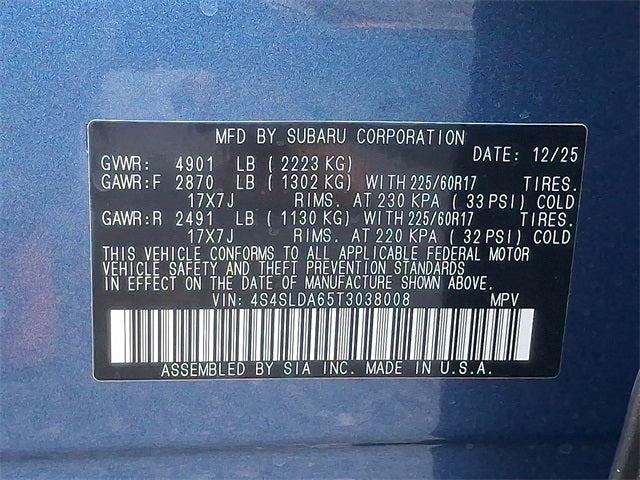 MFD BY SUBARU CORPORATION
DATE: 12/25
GVWR: 4901 LB ( 2223 KG)
GAWR:F 2870 LB ( 1302 KG) WITH 225/60R17 TIRES.
17X7J RIMS. AT 230 KPA ( 33 PSI) COLD
GAWR:R 2491 LB ( 1130 KG) WITH 225/60R17 TIRES.
17X7J RIMS. AT 220 KPA ( 32 PSI) COLD
THIS VEHICLE CONFORMS TO ALL APPLICABLE FEDERAL MOTOR
VEHICLE SAFETY AND THEFT PREVENTION STANDARDS
IN EFFECT ON THE DATE OF MANUFACTURE SHOWN ABOVE.
VIN: 4S4SLDA65T3038008 MPV
ASSEMBLED BY SIA INC. MADE IN U.S.A.